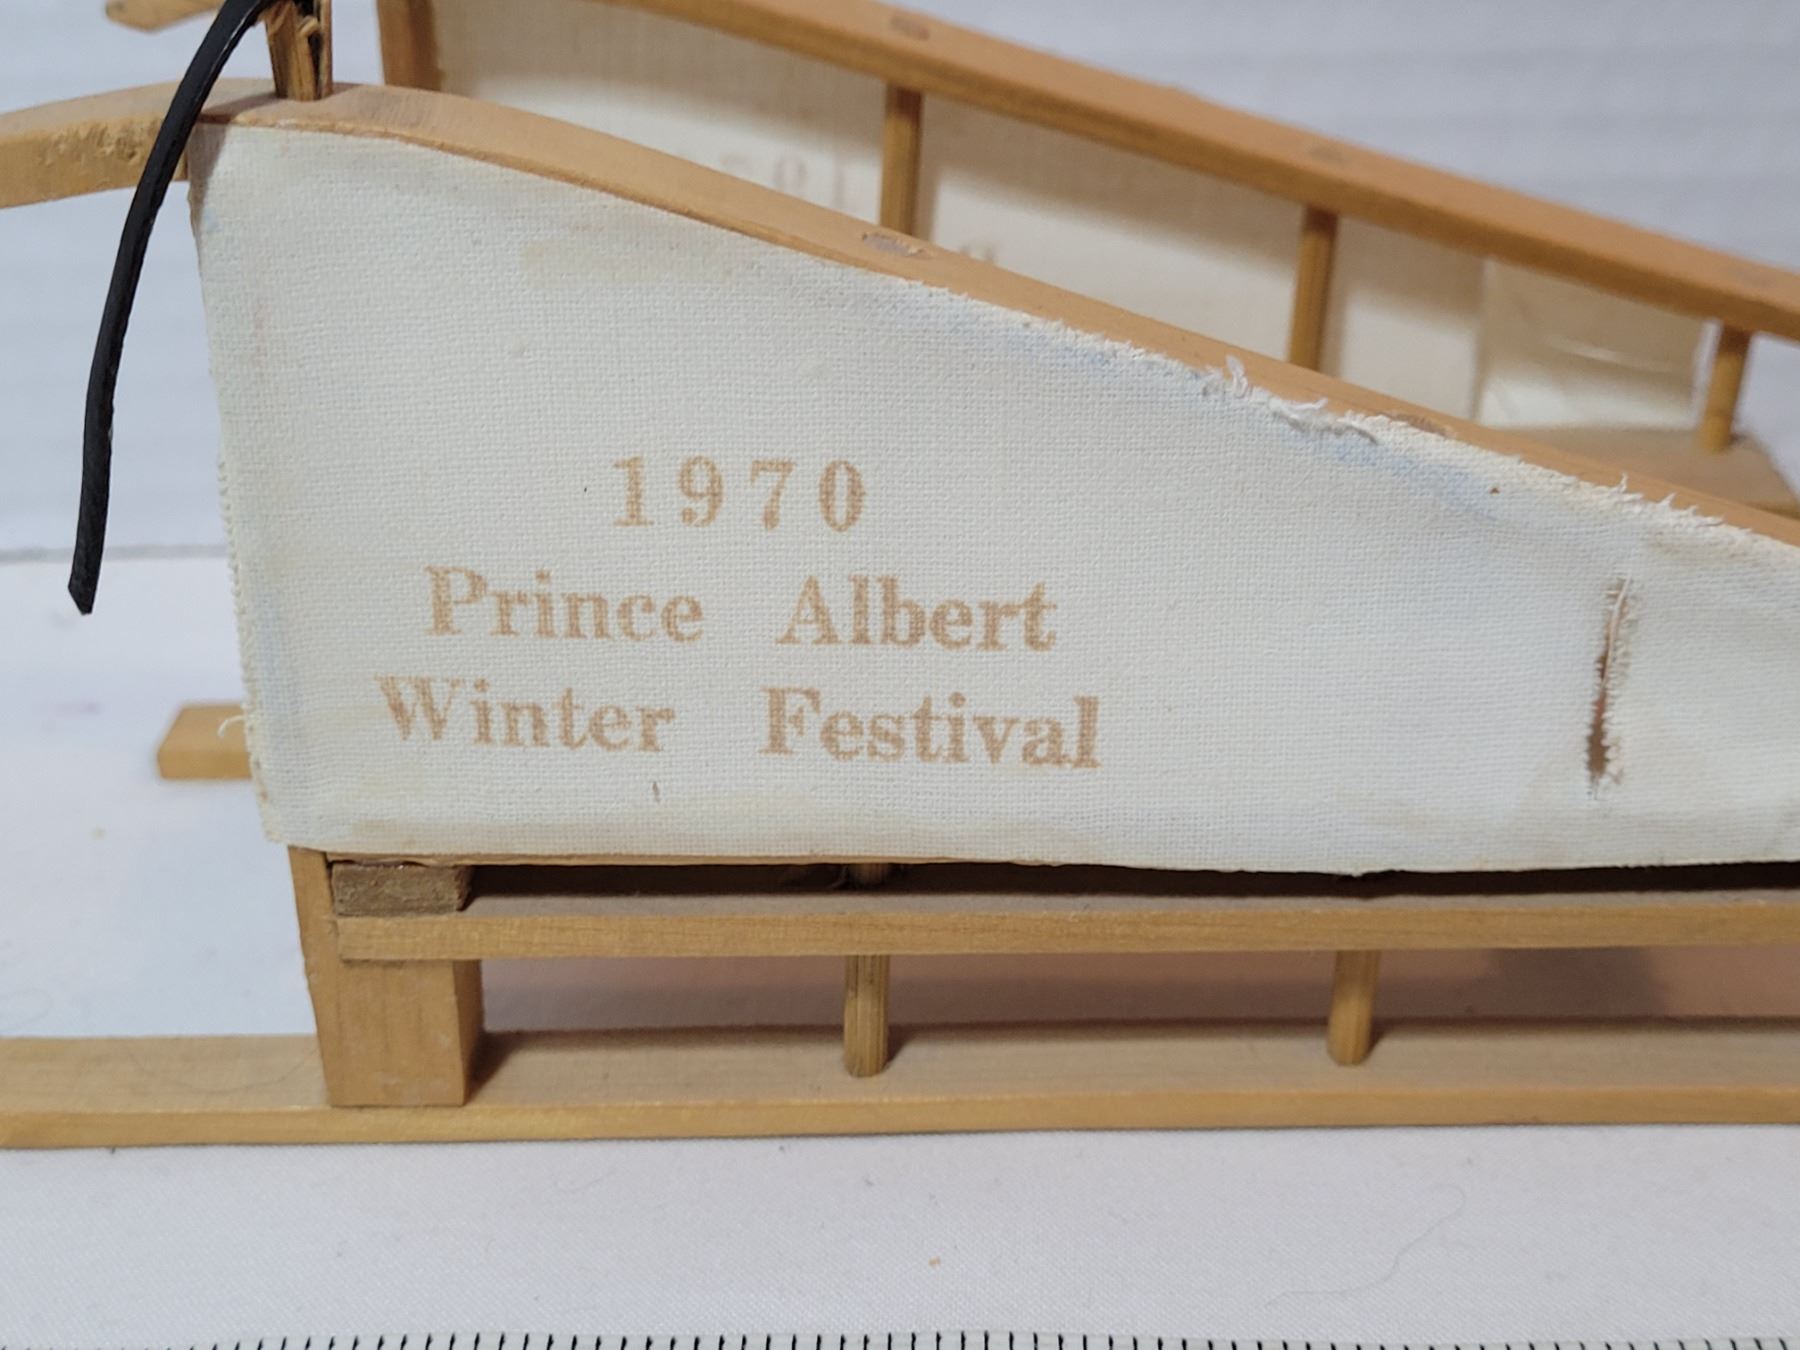 1970
Prince Albert
Winter Festival